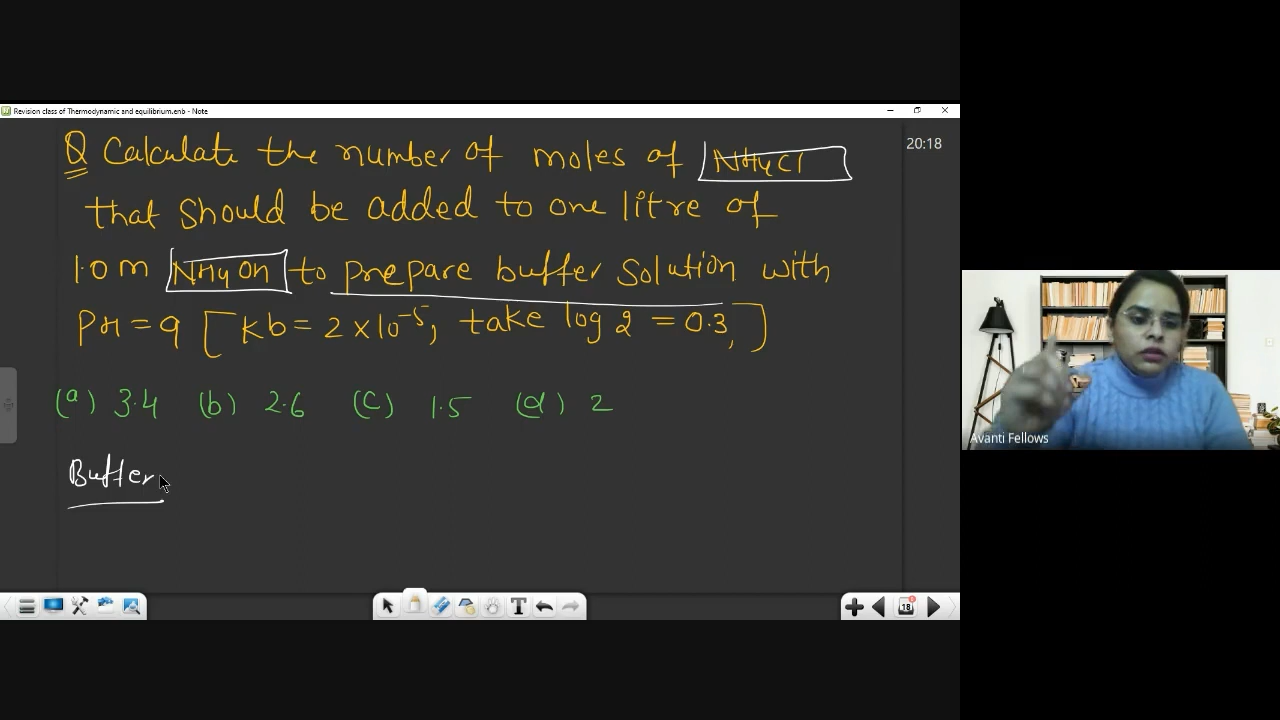 Revision class of Thermodynamic and equilibrium.enb - Note
20:18
Q Calculate the number of moles of NH4Cl
that should be added to one litre of
1.0 m NH4OH to prepare buffer solution with
PH = 9 [Kb = 2 x 10⁻⁵, take log 2 = 0.3,]
(a) 3.4 (b) 2.6 (c) 1.5 (d) 2
Buffer
Avanti Fellows
T
18